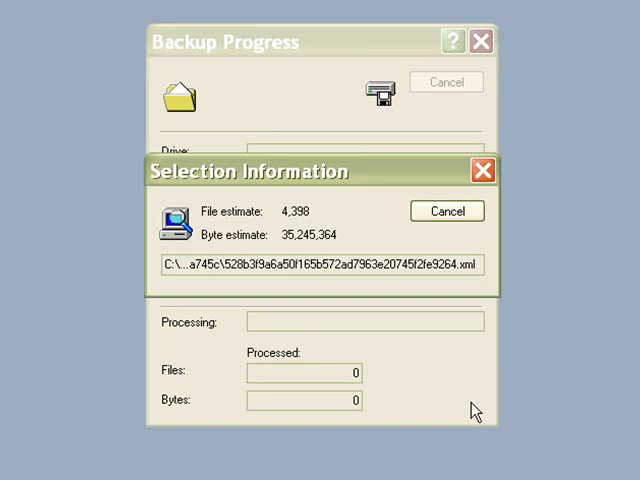 Backup Progress
Cancel
Drive:
Selection Information
File estimate: 4,398
Cancel
Byte estimate: 35,245,364
C:\...a745c\528b3f9a6a50f165b572ad7963e20745f2fe9264.xml
Processing:
Processed:
Files: 0
Bytes: 0